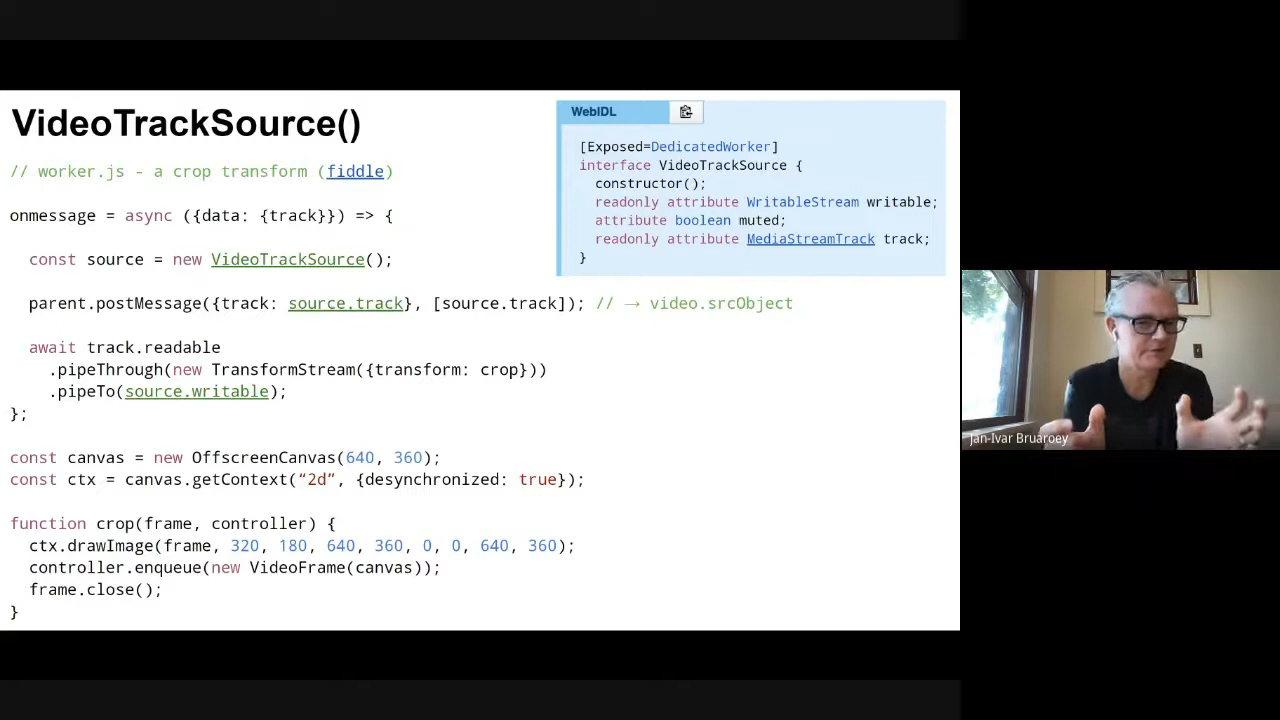 VideoTrackSource()
// worker.js - a crop transform (fiddle)
onmessage = async ({data: {track}}) => {
const source = new VideoTrackSource();
parent.postMessage({track: source.track}, [source.track]); // → video.srcObject
await track.readable
.pipeThrough(new TransformStream({transform: crop}))
.pipeTo(source.writable);
};
const canvas = new OffscreenCanvas(640, 360);
const ctx = canvas.getContext(“2d”, {desynchronized: true});
function crop(frame, controller) {
ctx.drawImage(frame, 320, 180, 640, 360, 0, 0, 640, 360);
controller.enqueue(new VideoFrame(canvas));
frame.close();
}
WebIDL
[Exposed=DedicatedWorker]
interface VideoTrackSource {
constructor();
readonly attribute WritableStream writable;
attribute boolean muted;
readonly attribute MediaStreamTrack track;
}
Jan-Ivar Bruaroey